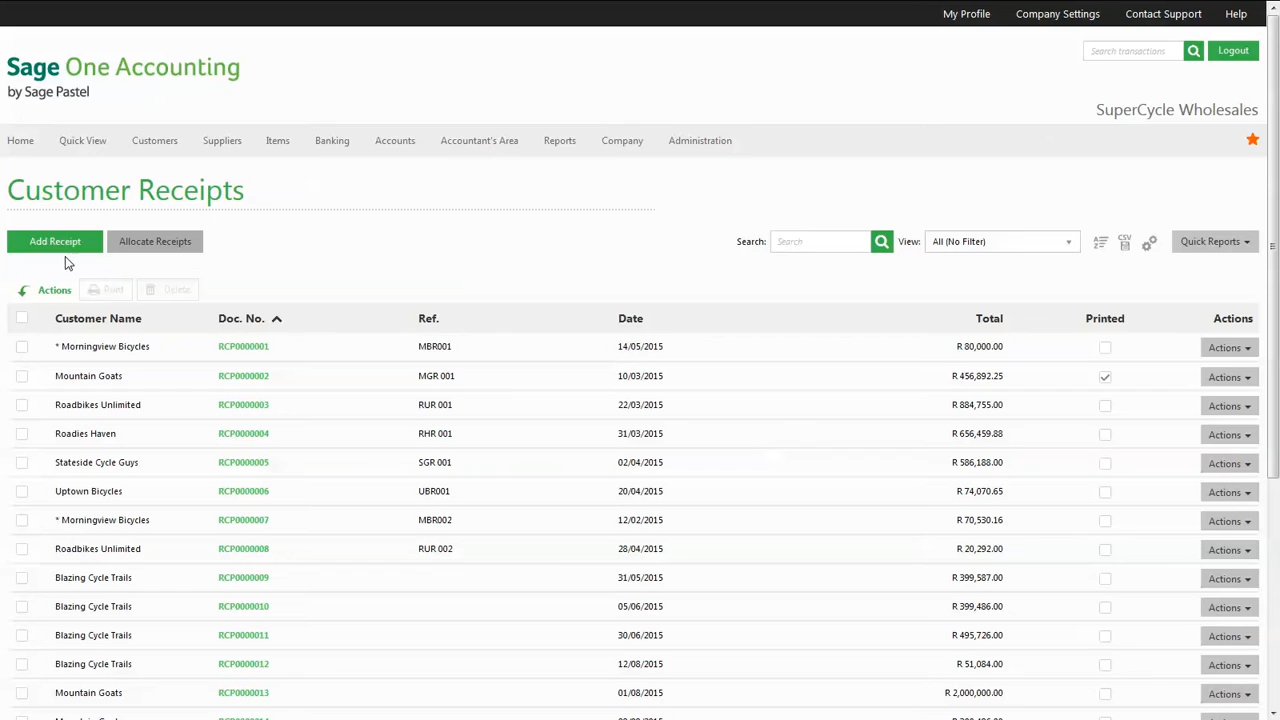 My Profile Company Settings Contact Support Help
Search transactions Logout
Sage One Accounting
by Sage Pastel
SuperCycle Wholesales
Home Quick View Customers Suppliers Items Banking Accounts Accountant's Area Reports Company Administration
Customer Receipts
Add Receipt Allocate Receipts Search: Search View: All (No Filter) CSV Quick Reports
Actions Print Delete
Customer Name Doc. No. Ref. Date Total Printed Actions
* Morningview Bicycles RCP0000001 MBR001 14/05/2015 R 80,000.00 Actions
Mountain Goats RCP0000002 MGR 001 10/03/2015 R 456,892.25 Actions
Roadbikes Unlimited RCP0000003 RUR 001 22/03/2015 R 884,755.00 Actions
Roadies Haven RCP0000004 RHR 001 31/03/2015 R 656,459.88 Actions
Stateside Cycle Guys RCP0000005 SGR 001 02/04/2015 R 586,188.00 Actions
Uptown Bicycles RCP0000006 UBR001 20/04/2015 R 74,070.65 Actions
* Morningview Bicycles RCP0000007 MBR002 12/02/2015 R 70,530.16 Actions
Roadbikes Unlimited RCP0000008 RUR 002 28/04/2015 R 20,292.00 Actions
Blazing Cycle Trails RCP0000009 31/05/2015 R 399,587.00 Actions
Blazing Cycle Trails RCP0000010 05/06/2015 R 399,486.00 Actions
Blazing Cycle Trails RCP0000011 30/06/2015 R 495,726.00 Actions
Blazing Cycle Trails RCP0000012 12/08/2015 R 51,084.00 Actions
Mountain Goats RCP0000013 01/08/2015 R 2,000,000.00 Actions